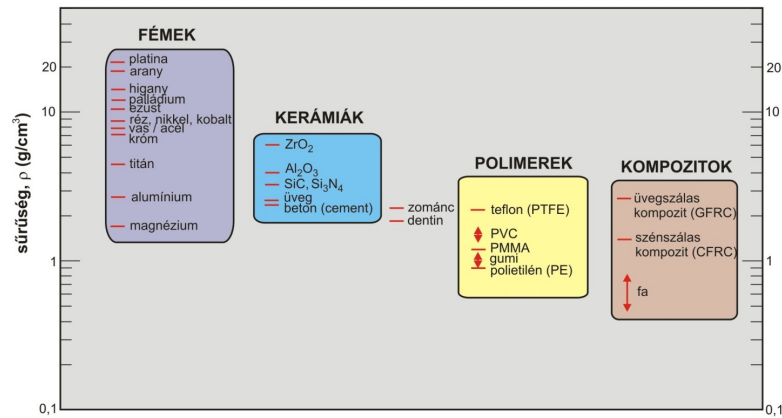 sűrűség, ρ (g/cm³)
20
10
1
0,1
FÉMEK
platina
arany
higany
palládium
ezüst
réz, nikkel, kobalt
vas / acél
króm
titán
alumínium
magnézium
KERÁMIÁK
ZrO₂
Al₂O₃
SiC, Si₃N₄
üveg
beton (cement)
zománc
dentin
POLIMEREK
teflon (PTFE)
PVC
PMMA
gumi
polietilén (PE)
KOMPOZITOK
üvegszálas
kompozit (GFRC)
szénszálas
kompozit (CFRC)
fa
20
10
1
0,1